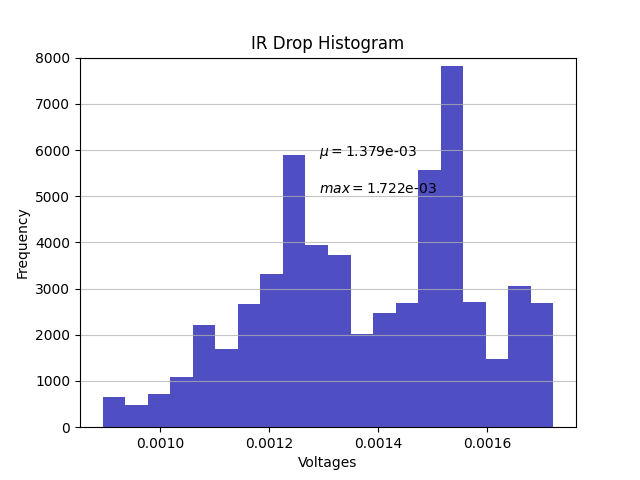 IR Drop Histogram
8000
7000
6000
5000
4000
3000
2000
1000
0
Frequency
μ = 1.379e-03
max = 1.722e-03
0.0010 0.0012 0.0014 0.0016
Voltages